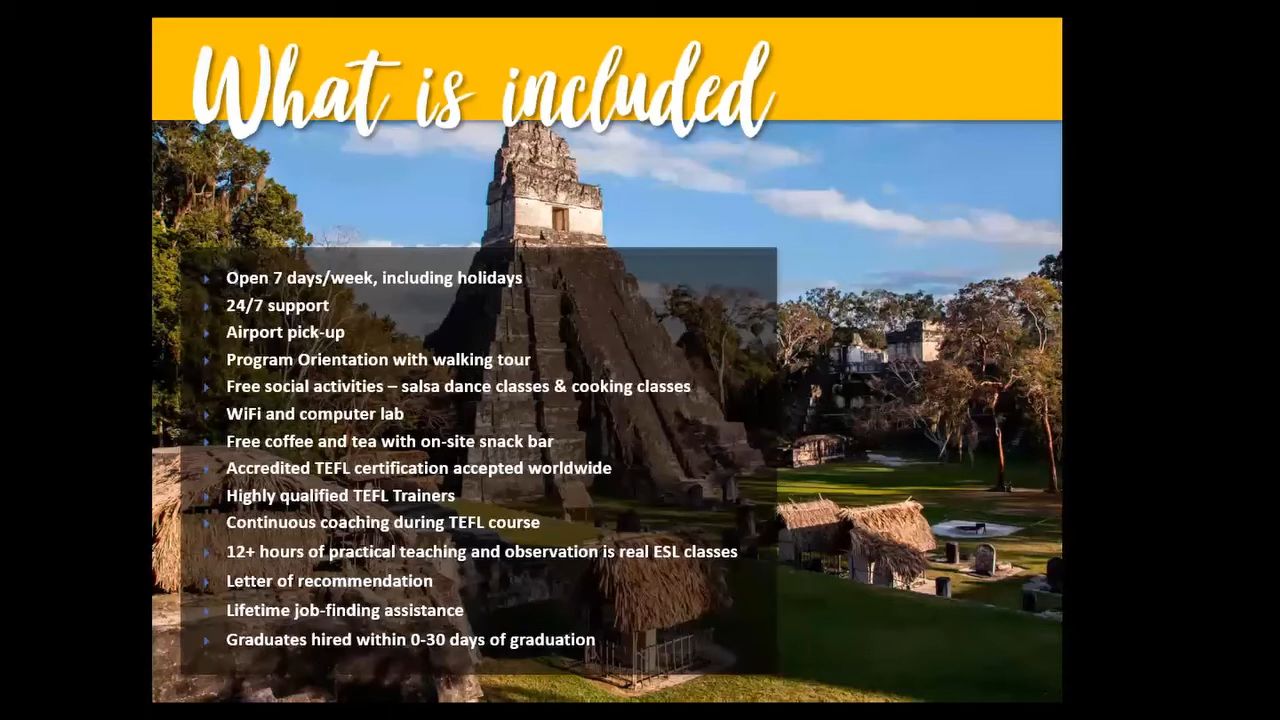 What is included
Open 7 days/week, including holidays
24/7 support
Airport pick-up
Program Orientation with walking tour
Free social activities – salsa dance classes & cooking classes
WiFi and computer lab
Free coffee and tea with on-site snack bar
Accredited TEFL certification accepted worldwide
Highly qualified TEFL Trainers
Continuous coaching during TEFL course
12+ hours of practical teaching and observation is real ESL classes
Letter of recommendation
Lifetime job-finding assistance
Graduates hired within 0-30 days of graduation